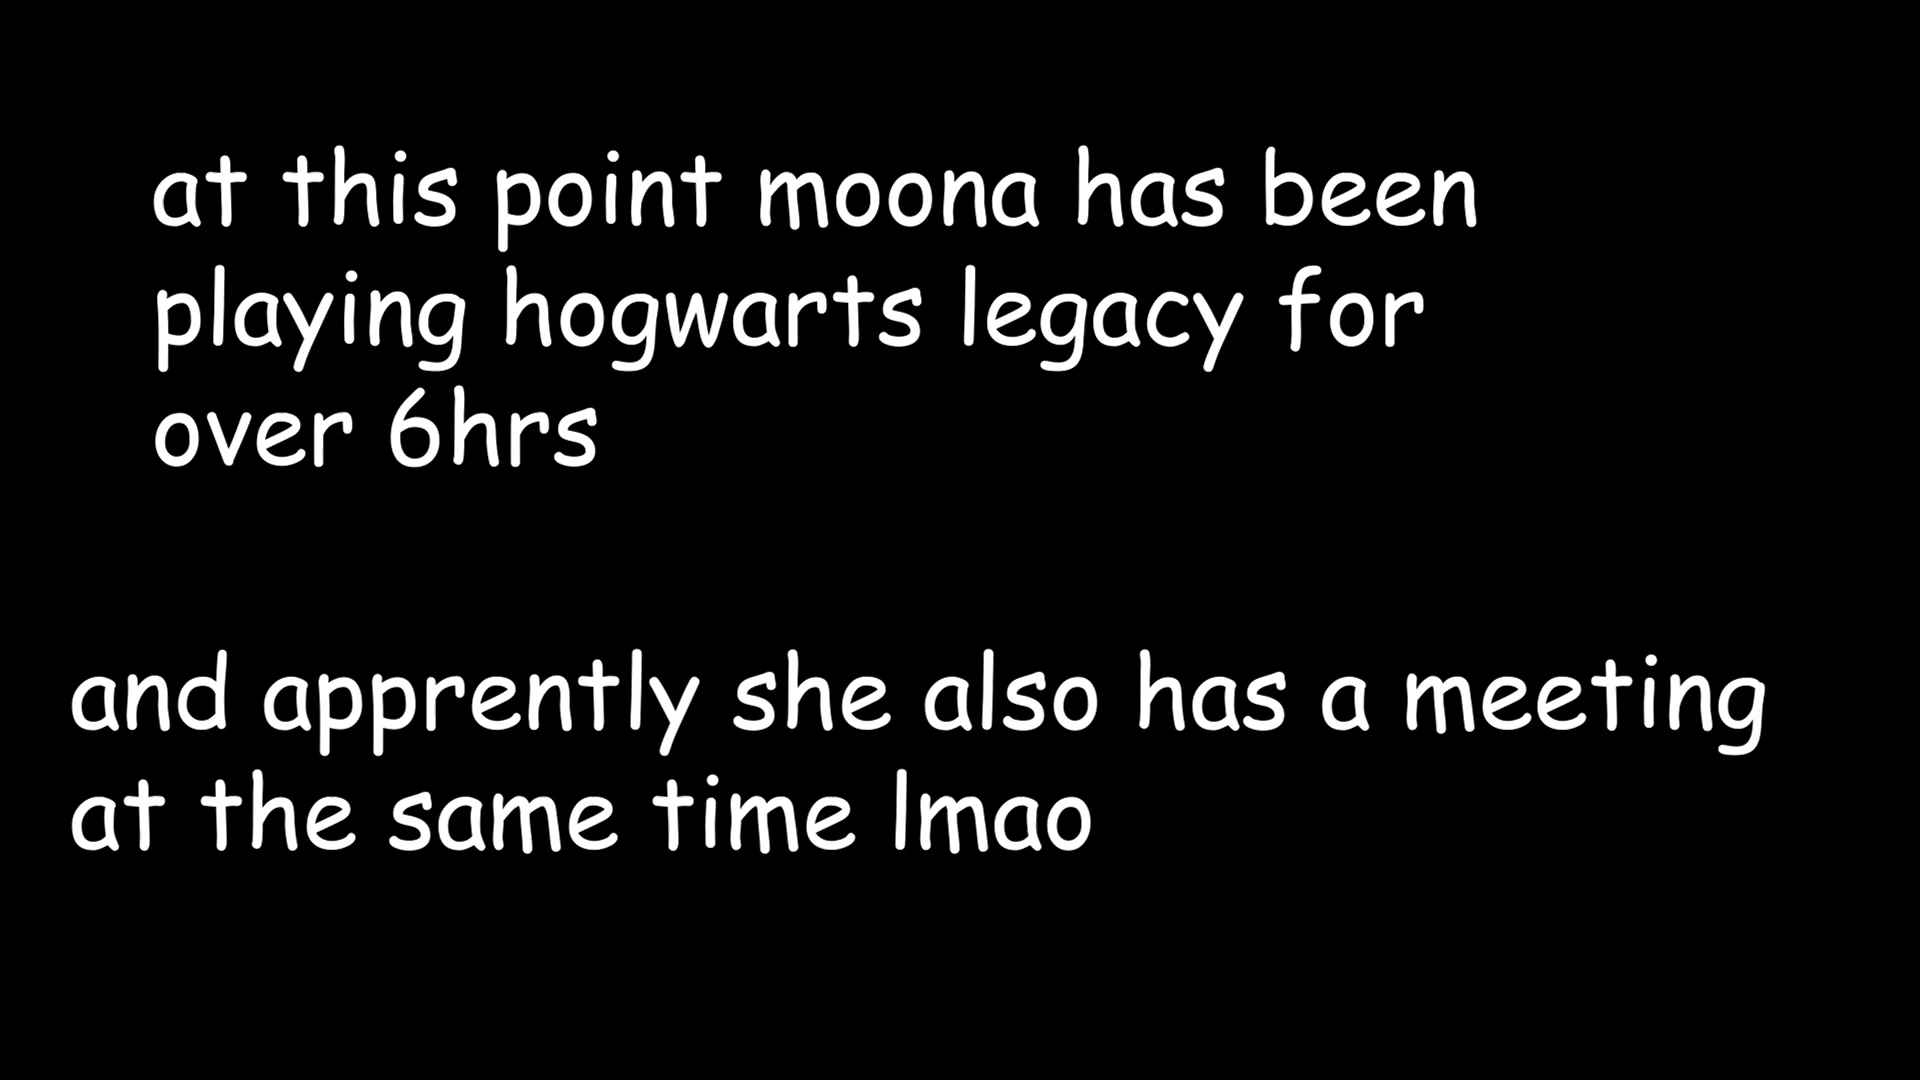 at this point moona has been
playing hogwarts legacy for
over 6hrs
and apprently she also has a meeting
at the same time lmao